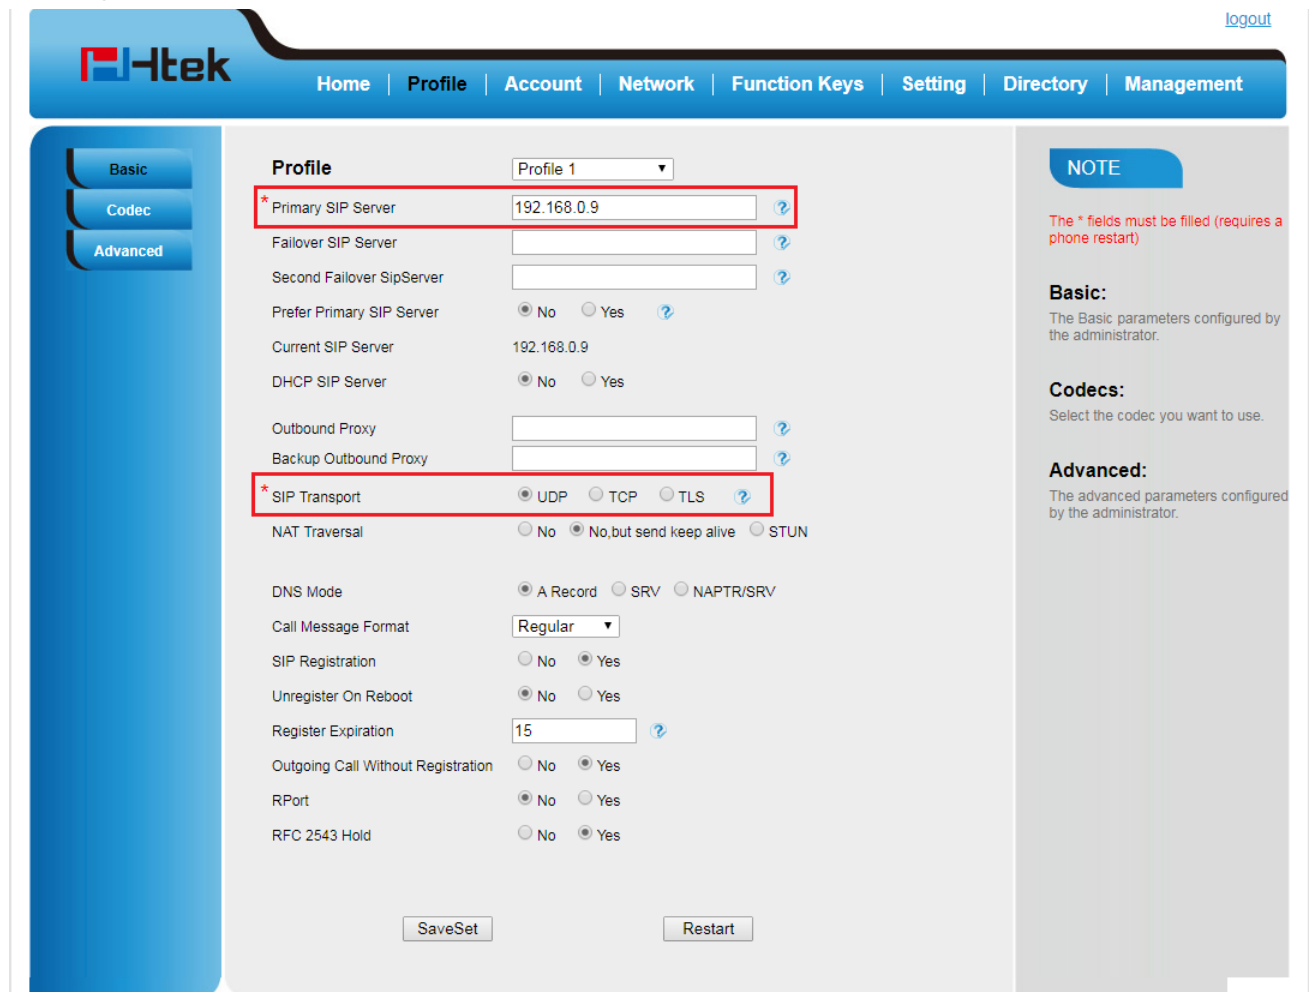 logout
Htek
Home | Profile | Account | Network | Function Keys | Setting | Directory | Management
Basic
Codec
Advanced
Profile Profile 1
* Primary SIP Server 192.168.0.9
Failover SIP Server
Second Failover SipServer
Prefer Primary SIP Server No Yes
Current SIP Server 192.168.0.9
DHCP SIP Server No Yes
Outbound Proxy
Backup Outbound Proxy
* SIP Transport UDP TCP TLS
NAT Traversal No No,but send keep alive STUN
DNS Mode A Record SRV NAPTR/SRV
Call Message Format Regular
SIP Registration No Yes
Unregister On Reboot No Yes
Register Expiration 15
Outgoing Call Without Registration No Yes
RPort No Yes
RFC 2543 Hold No Yes
SaveSet Restart
NOTE
The * fields must be filled (requires a
phone restart)
Basic:
The Basic parameters configured by
the administrator.
Codecs:
Select the codec you want to use.
Advanced:
The advanced parameters configured
by the administrator.